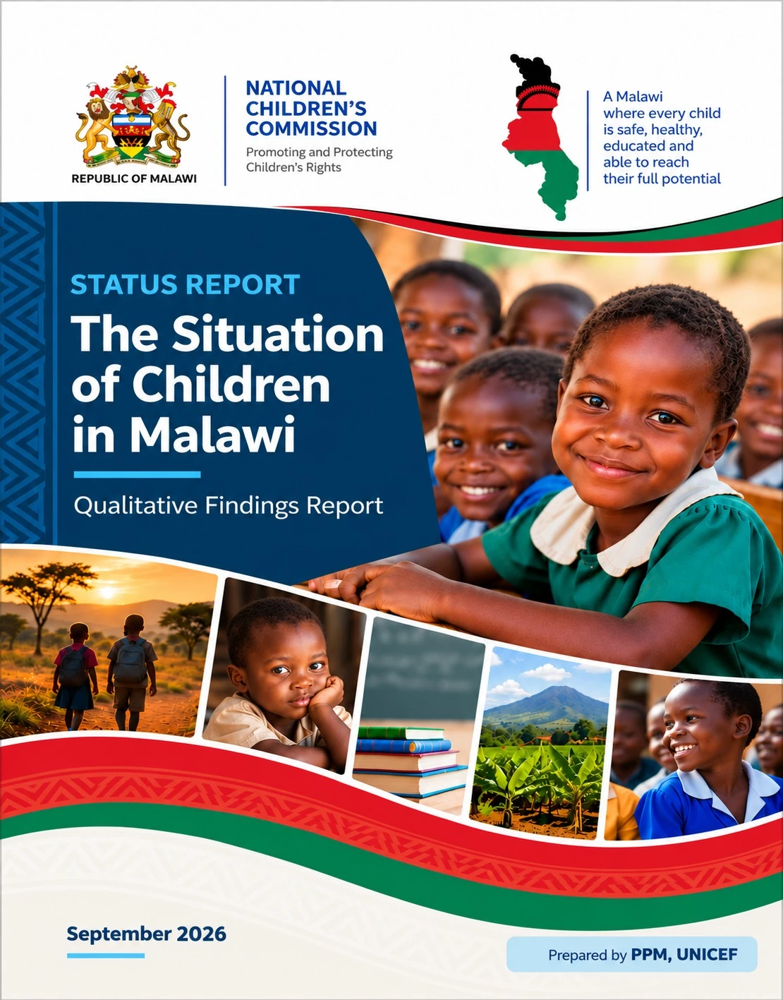 REPUBLIC OF MALAWI
NATIONAL
CHILDREN'S
COMMISSION
Promoting and Protecting
Children's Rights
A Malawi
where every child
is safe, healthy,
educated and
able to reach
their full potential
STATUS REPORT
The Situation
of Children
in Malawi
Qualitative Findings Report
September 2026
Prepared by PPM, UNICEF